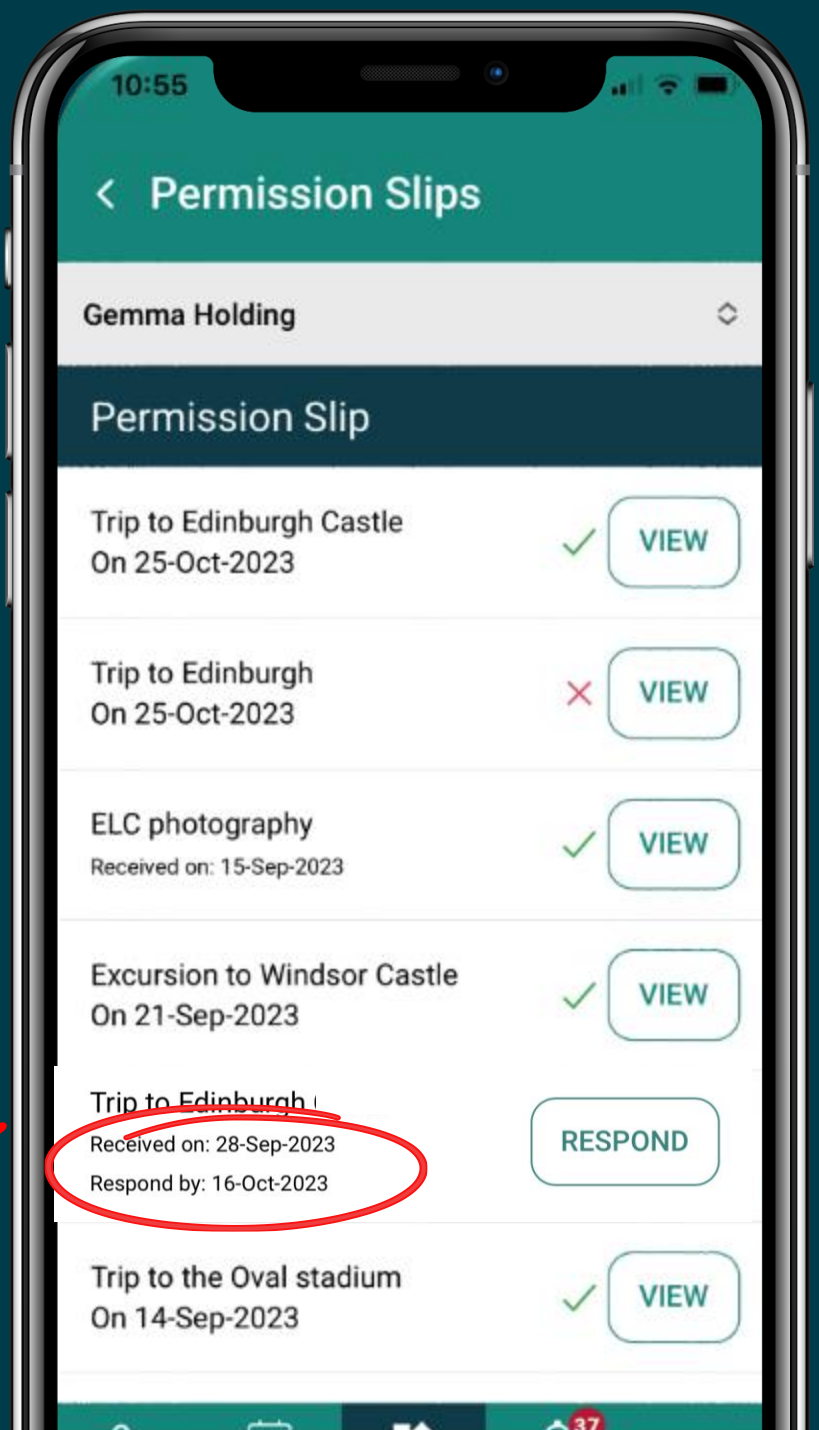 10:55
Permission Slips
Gemma Holding
Permission Slip
Trip to Edinburgh Castle
On 25-Oct-2023
VIEW
Trip to Edinburgh
On 25-Oct-2023
VIEW
ELC photography
Received on: 15-Sep-2023
VIEW
Excursion to Windsor Castle
On 21-Sep-2023
VIEW
Trip to Edinburgh
Received on: 28-Sep-2023
Respond by: 16-Oct-2023
RESPOND
Trip to the Oval stadium
On 14-Sep-2023
VIEW
37